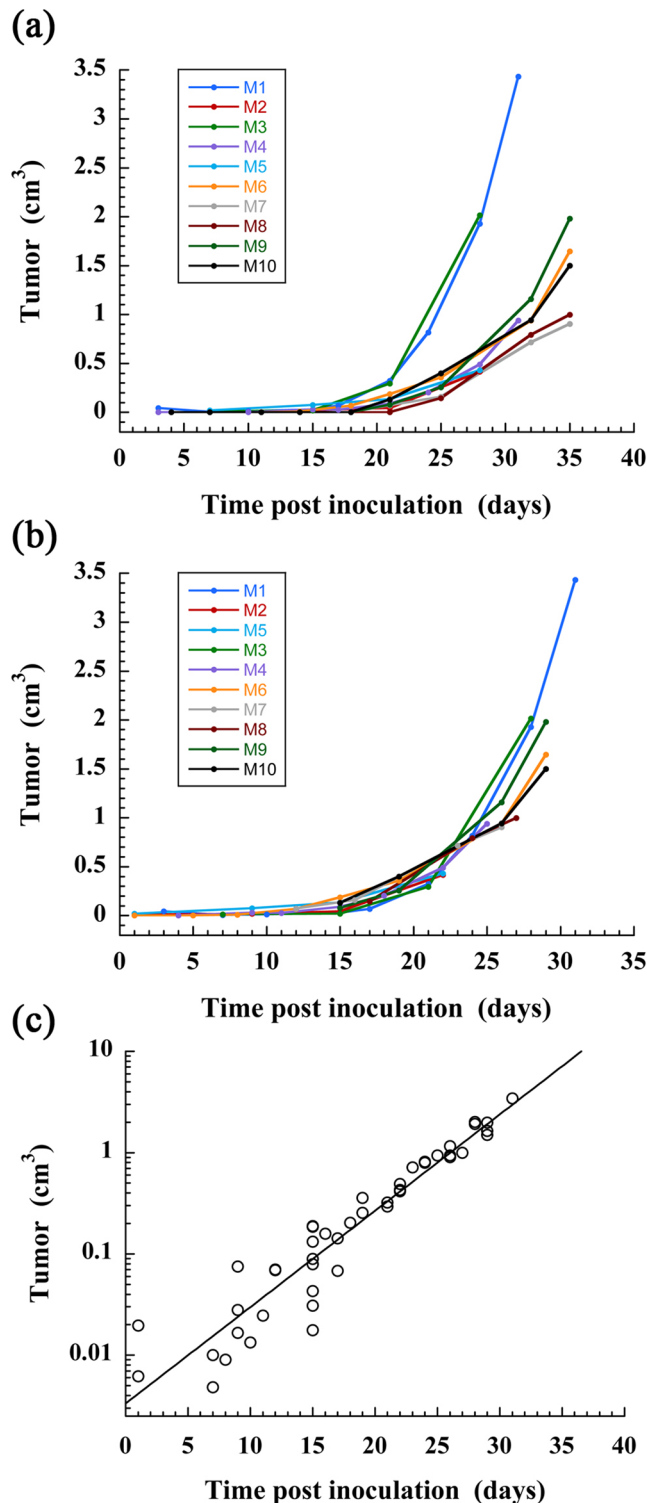 (a)
Tumor (cm³)
3.5
3
2.5
2
1.5
1
0.5
0
M1
M2
M3
M4
M5
M6
M7
M8
M9
M10
0 5 10 15 20 25 30 35 40
Time post inoculation (days)
(b)
Tumor (cm³)
3.5
3
2.5
2
1.5
1
0.5
0
M1
M2
M5
M3
M4
M6
M7
M8
M9
M10
0 5 10 15 20 25 30 35
Time post inoculation (days)
(c)
Tumor (cm³)
10
1
0.1
0.01
0 5 10 15 20 25 30 35 40
Time post inoculation (days)